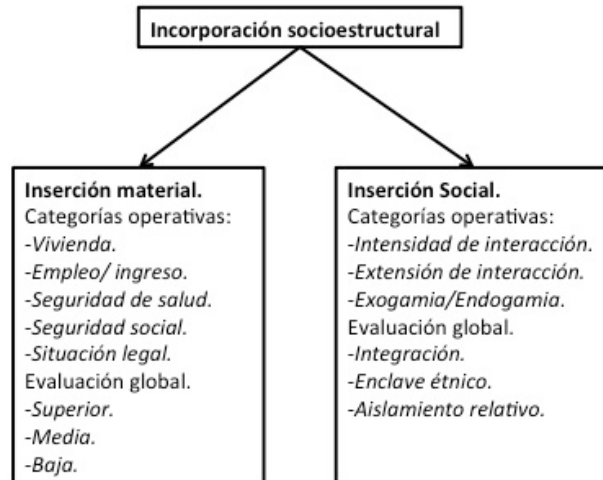 Incorporación socioestructural
Inserción material.
Categorías operativas:
-Vivienda.
-Empleo/ ingreso.
-Seguridad de salud.
-Seguridad social.
-Situación legal.
Evaluación global.
-Superior.
-Media.
-Baja.
Inserción Social.
Categorías operativas:
-Intensidad de interacción.
-Extensión de interacción.
-Exogamia/Endogamia.
Evaluación global.
-Integración.
-Enclave étnico.
-Aislamiento relativo.